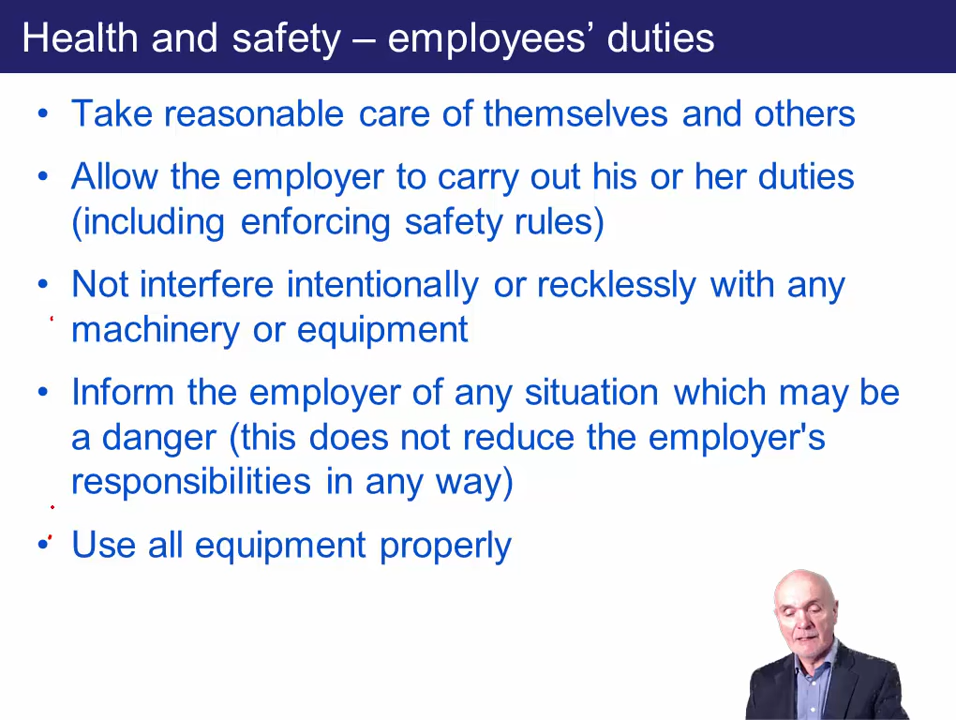 Health and safety – employees’ duties
• Take reasonable care of themselves and others
• Allow the employer to carry out his or her duties
(including enforcing safety rules)
• Not interfere intentionally or recklessly with any
machinery or equipment
• Inform the employer of any situation which may be
a danger (this does not reduce the employer's
responsibilities in any way)
• Use all equipment properly